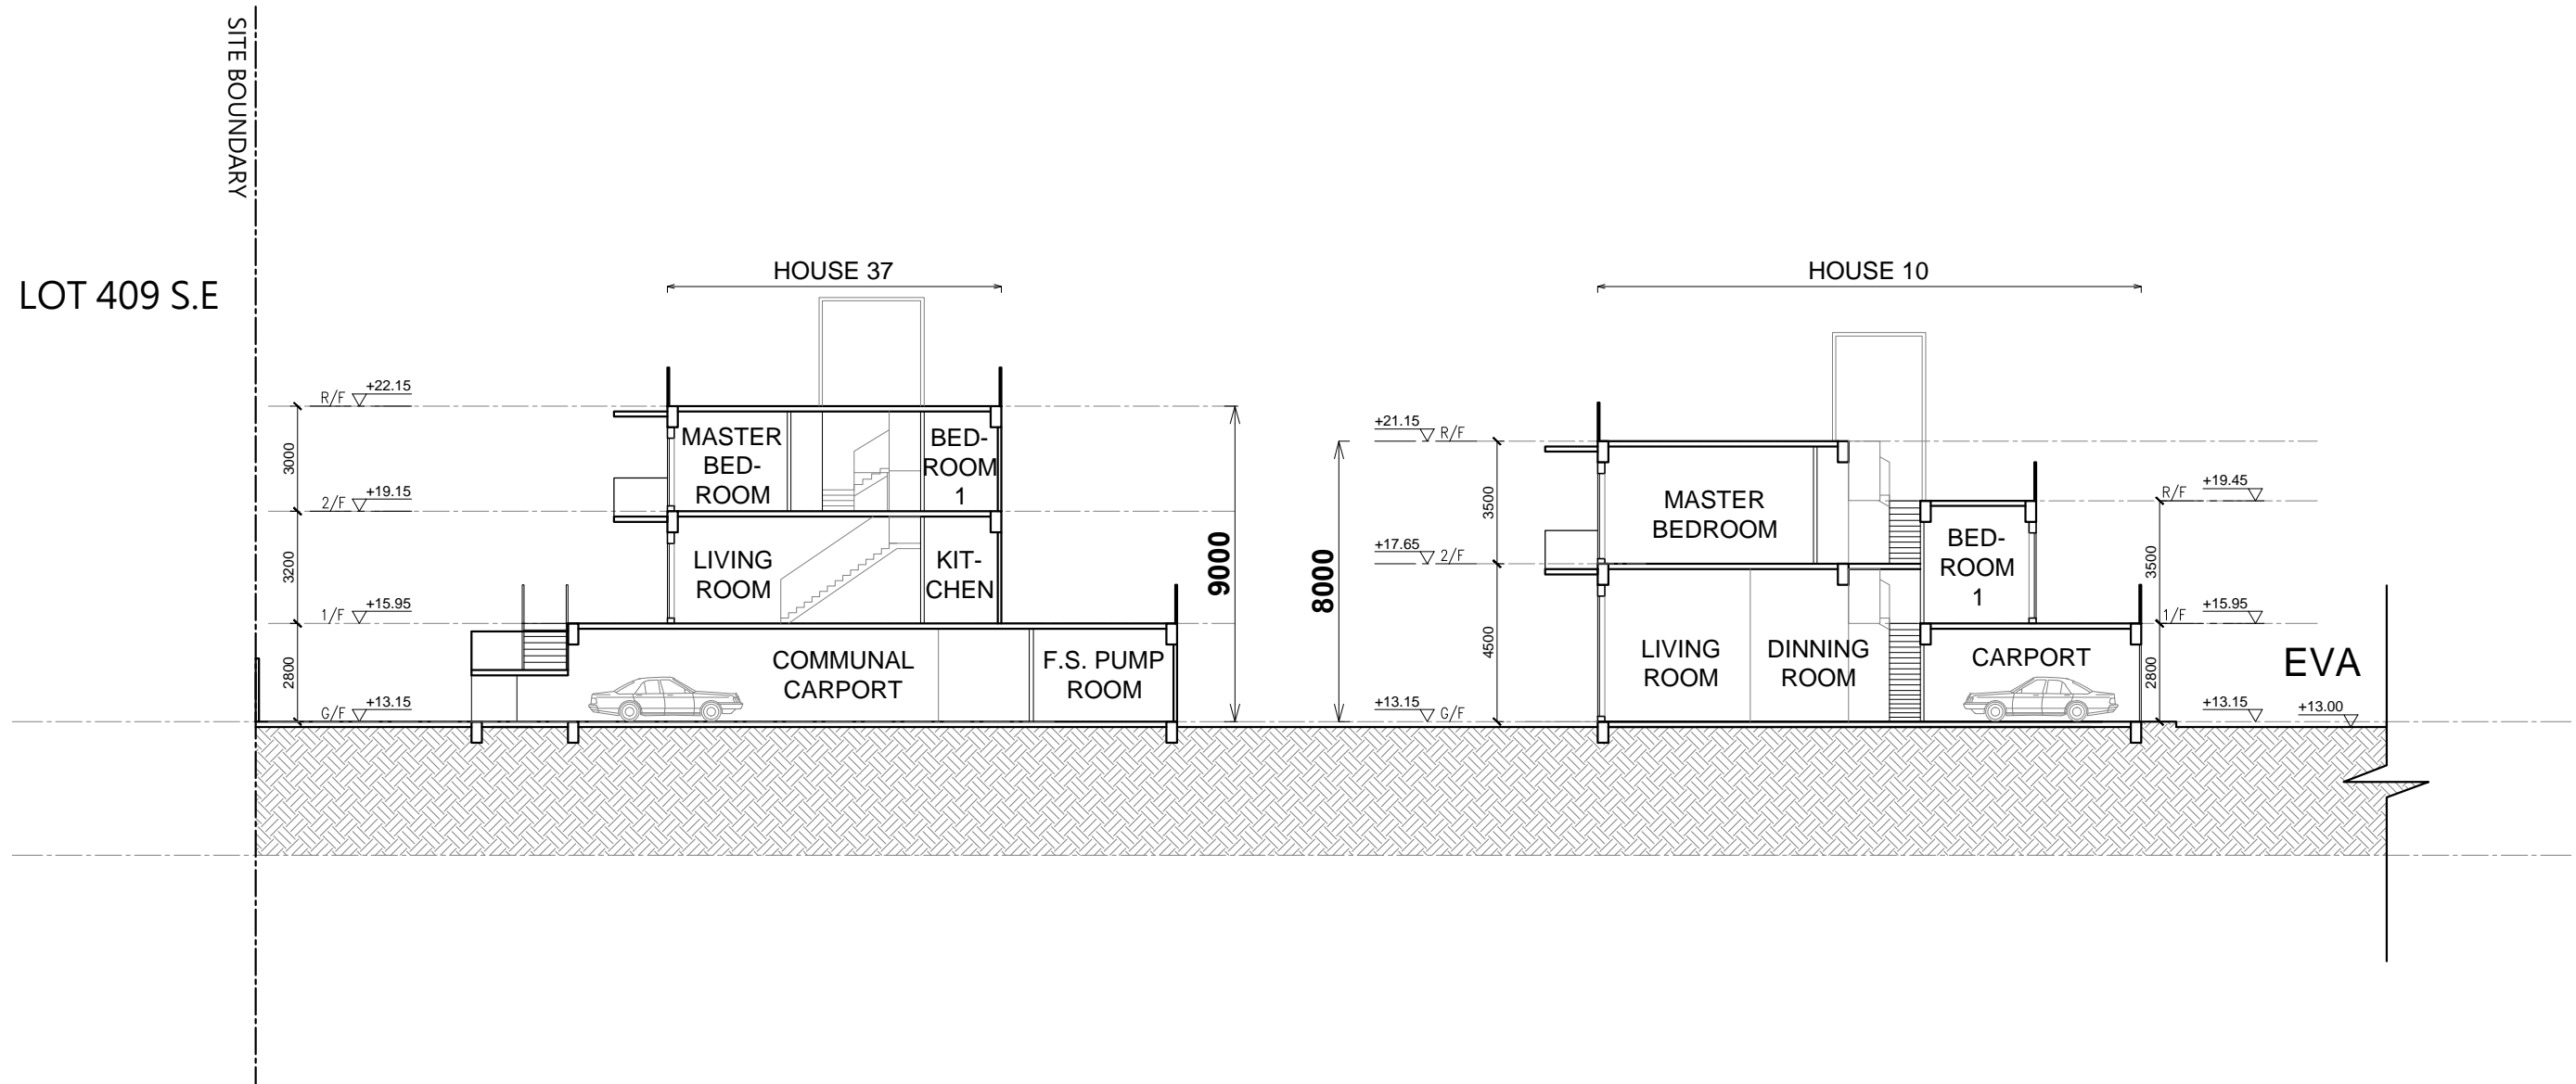 SITE BOUNDARY
LOT 409 S.E
HOUSE 37
R/F +22.15
3000
2/F +19.15
3200
1/F +15.95
2800
G/F +13.15
MASTER
BED-
ROOM
BED-
ROOM
1
LIVING
ROOM
KIT-
CHEN
COMMUNAL
CARPORT
F.S. PUMP
ROOM
9000
8000
HOUSE 10
+21.15 R/F
3500
+17.65 2/F
4500
+13.15 G/F
MASTER
BEDROOM
BED-
ROOM
1
LIVING
ROOM
DINNING
ROOM
CARPORT
R/F +19.45
3500
1/F +15.95
2800
+13.15
EVA
+13.00